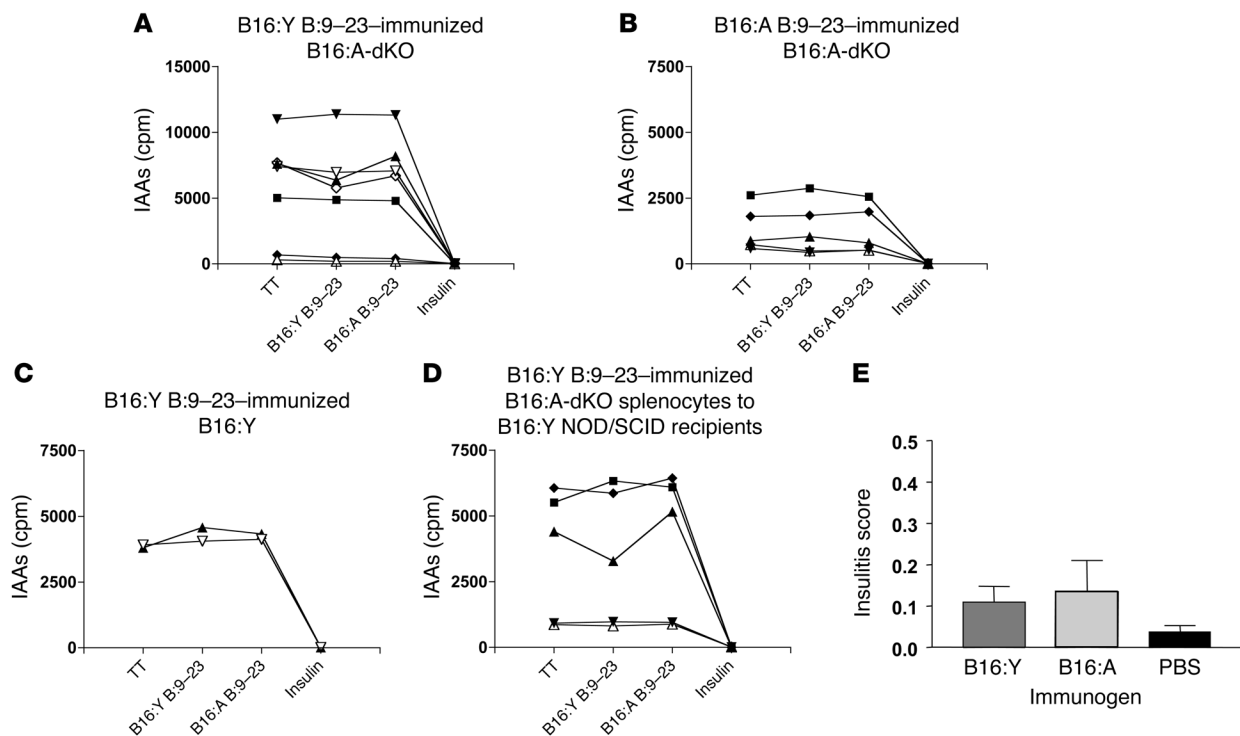 A
B16:Y B:9–23–immunized
B16:A-dKO
IAAs (cpm)
15000
10000
5000
0
TT
B16:Y B:9–23
B16:A B:9–23
Insulin
B
B16:A B:9–23–immunized
B16:A-dKO
IAAs (cpm)
7500
5000
2500
0
TT
B16:Y B:9–23
B16:A B:9–23
Insulin
C
B16:Y B:9–23–immunized
B16:Y
IAAs (cpm)
7500
5000
2500
0
TT
B16:Y B:9–23
B16:A B:9–23
Insulin
D
B16:Y B:9–23–immunized
B16:A-dKO splenocytes to
B16:Y NOD/SCID recipients
IAAs (cpm)
7500
5000
2500
0
TT
B16:Y B:9–23
B16:A B:9–23
Insulin
E
Insulitis score
0.5
0.4
0.3
0.2
0.1
0.0
B16:Y B16:A PBS
Immunogen